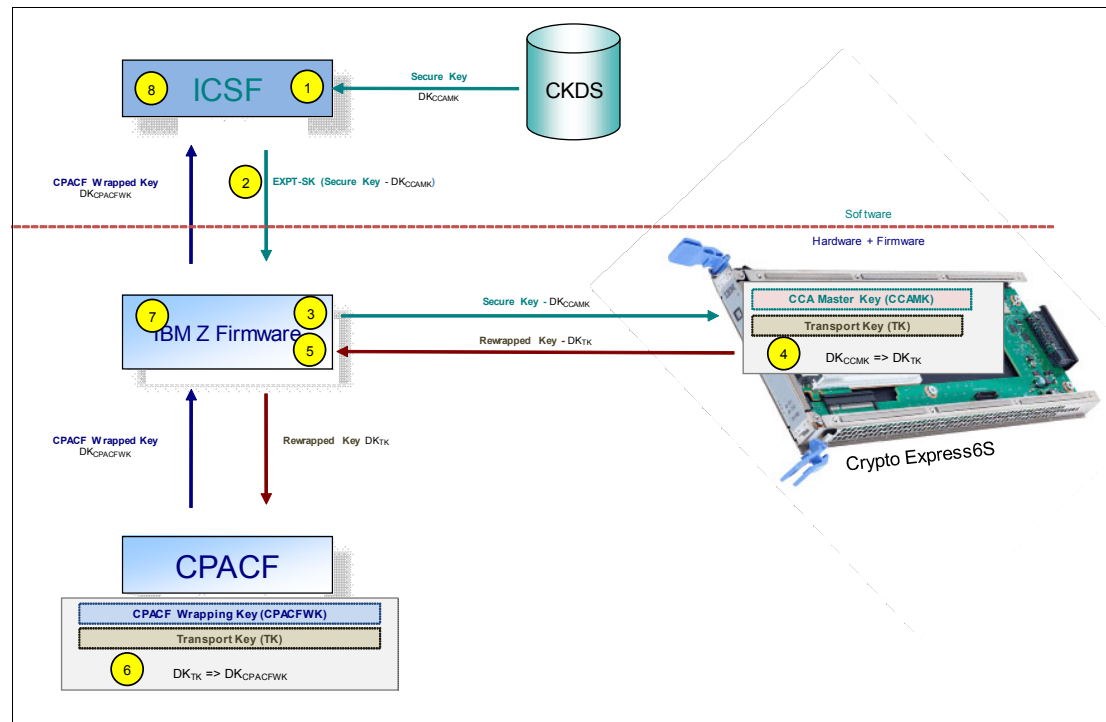 ICSF
8
1
Secure Key
DKCCAMK
CKDS
CPACF Wrapped Key
DKCPACFWK
2
EXPT-SK (Secure Key - DKCCAMK)
Software
Hardware + Firmware
7
3
IBM Z Firmware
5
Secure Key - DKCCAMK
Rewrapped Key - DKTK
CCA Master Key (CCAMK)
Transport Key (TK)
4
DKCCMK => DKTK
Crypto Express6S
CPACF Wrapped Key
DKCPACFWK
Rewrapped Key DKTK
CPACF
CPACF Wrapping Key (CPACFWK)
Transport Key (TK)
6
DKTK => DKCPACFWK